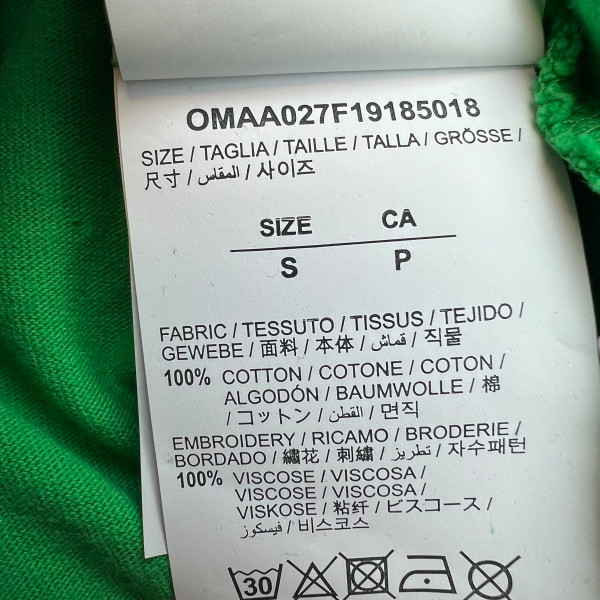 OMAA027F19185018
SIZE / TAGLIA / TAILLE / TALLA / GRÖSSE /
尺寸 / المقاس / 사이즈
SIZE CA
S P
FABRIC / TESSUTO / TISSUS / TEJIDO /
GEWEBE / 面料 / 本体 / قماش / 직물
100% COTTON / COTONE / COTON /
ALGODÓN / BAUMWOLLE / 棉
/ コットン / القطن / 면직
EMBROIDERY / RICAMO / BRODERIE /
BORDADO / 繡花 / 刺繍 / تطريز / 자수패턴
100% VISCOSE / VISCOSA /
VISCOSE / VISCOSA /
VISKOSE / 粘纤 / ビスコース /
فيسكوز / 비스코스
30